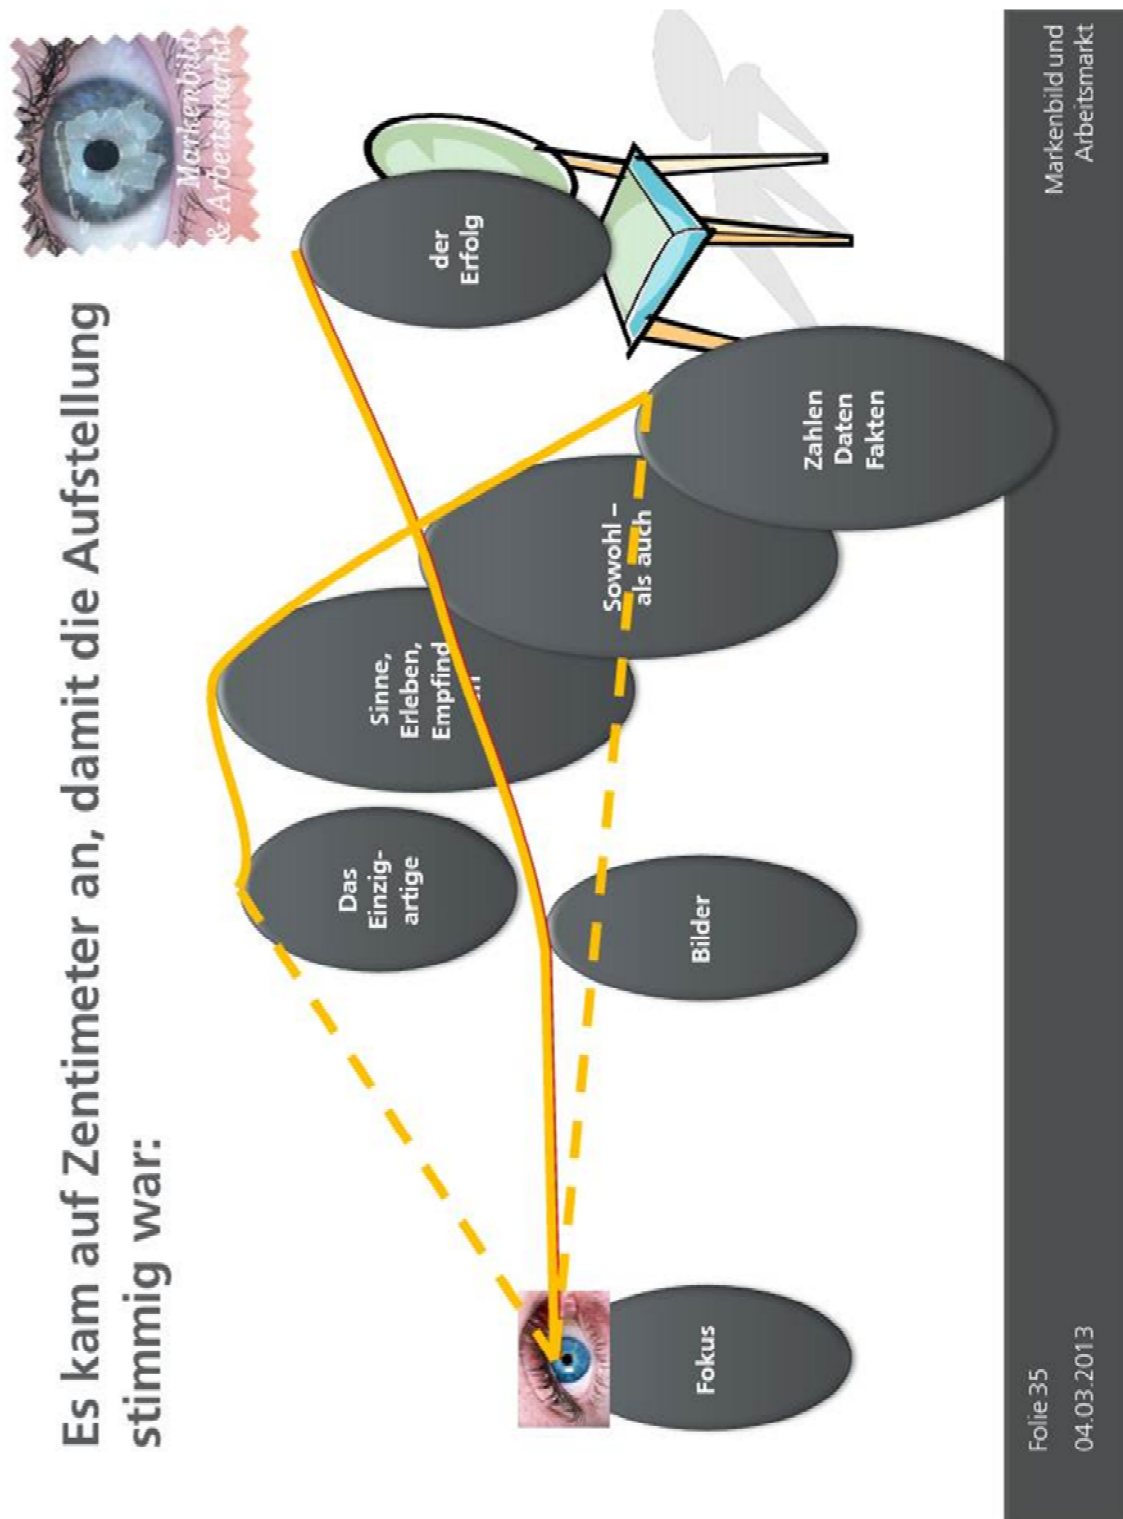 Es kam auf Zentimeter an, damit die Aufstellung
stimmig war:
Markenbild
& Arbeitsmarkt
Fokus
Das
Einzig-
artige
Bilder
Sinne,
Erleben,
Empfind
Sowohl –
als auch
Zahlen
Daten
Fakten
der
Erfolg
Folie 35
04.03.2013
Markenbild und
Arbeitsmarkt